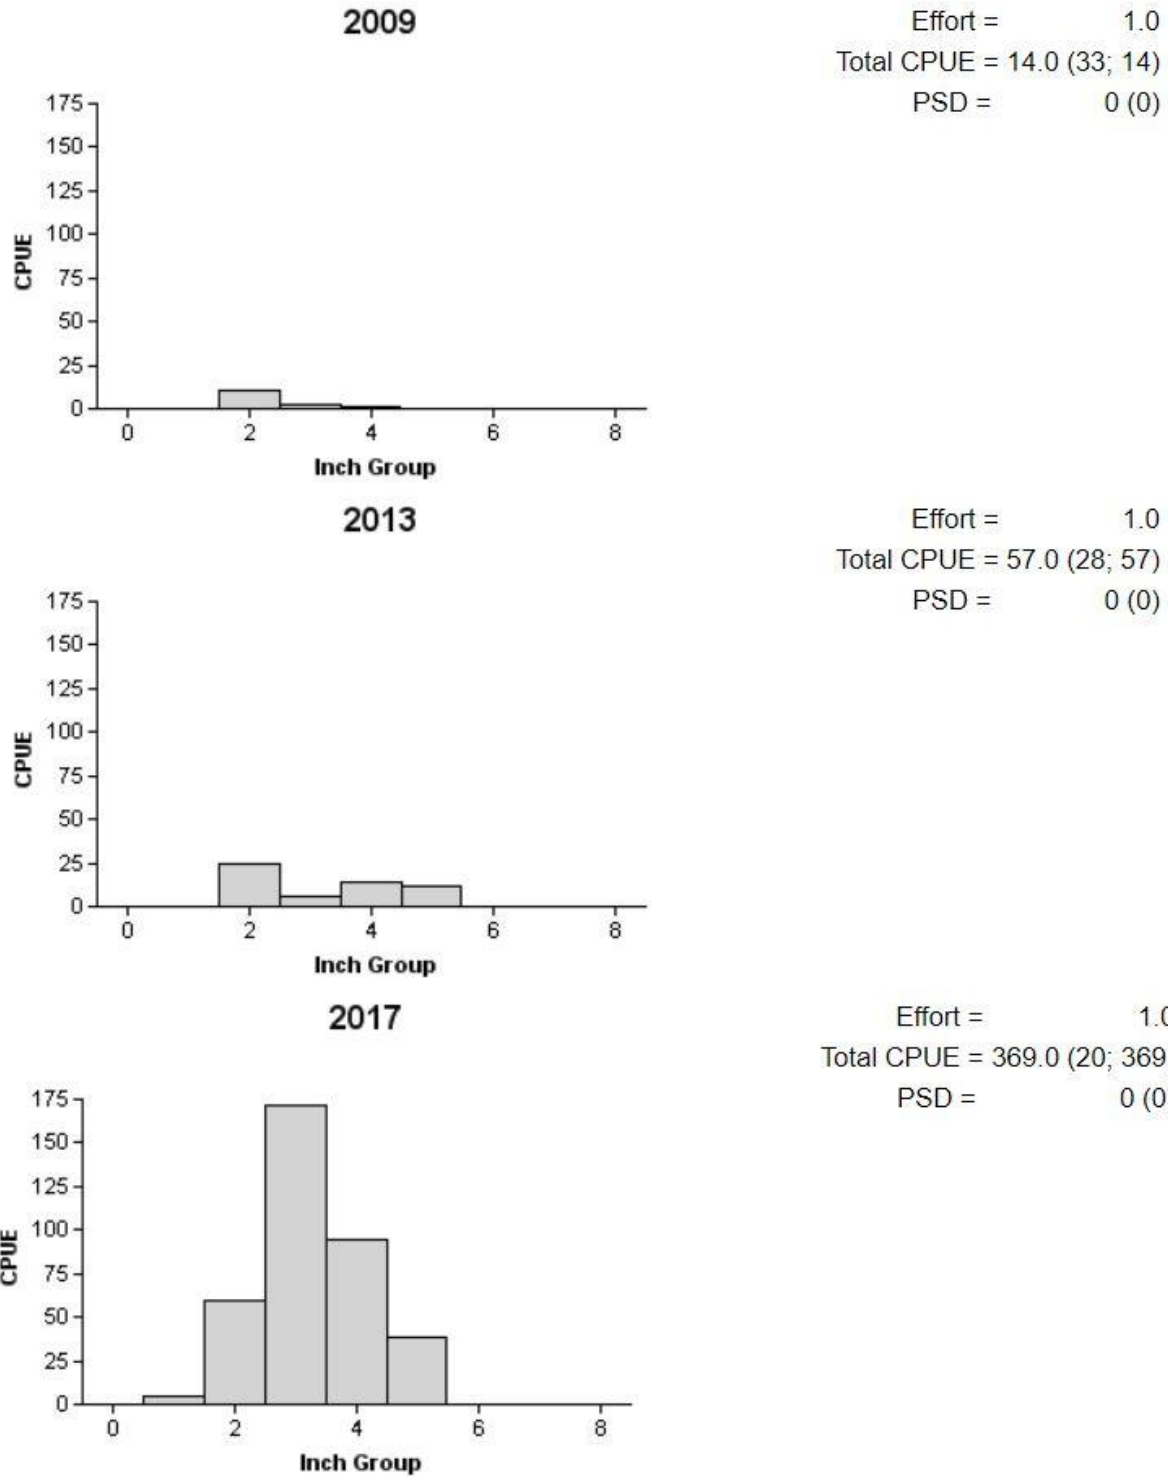 2009
Effort = 1.0
Total CPUE = 14.0 (33; 14)
PSD = 0 (0)
175
150
125
100
75
50
25
0
CPUE
0 2 4 6 8
Inch Group
2013
Effort = 1.0
Total CPUE = 57.0 (28; 57)
PSD = 0 (0)
175
150
125
100
75
50
25
0
CPUE
0 2 4 6 8
Inch Group
2017
Effort = 1.0
Total CPUE = 369.0 (20; 369
PSD = 0 (0
175
150
125
100
75
50
25
0
CPUE
0 2 4 6 8
Inch Group